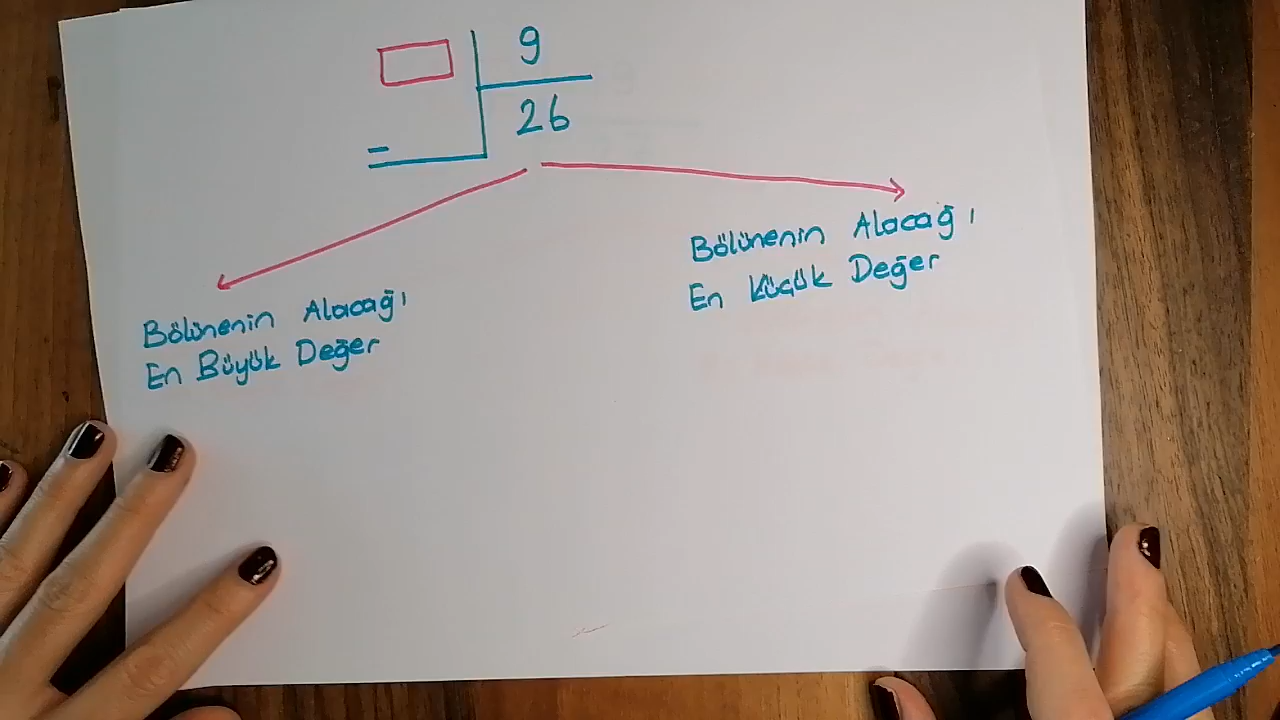 9
26
Bölünenin Alacağı
En Küçük Değer
Bölünenin Alacağı
En Büyük Değer